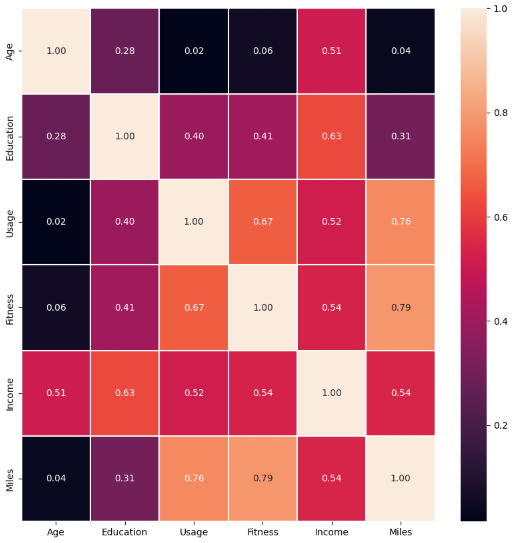 1.0
Age 1.00 0.28 0.02 0.06 0.51 0.04
Education 0.28 1.00 0.40 0.41 0.63 0.31
0.8
Usage 0.02 0.40 1.00 0.67 0.52 0.76
0.6
Fitness 0.06 0.41 0.67 1.00 0.54 0.79
0.4
Income 0.51 0.63 0.52 0.54 1.00 0.54
0.2
Miles 0.04 0.31 0.76 0.79 0.54 1.00
Age Education Usage Fitness Income Miles